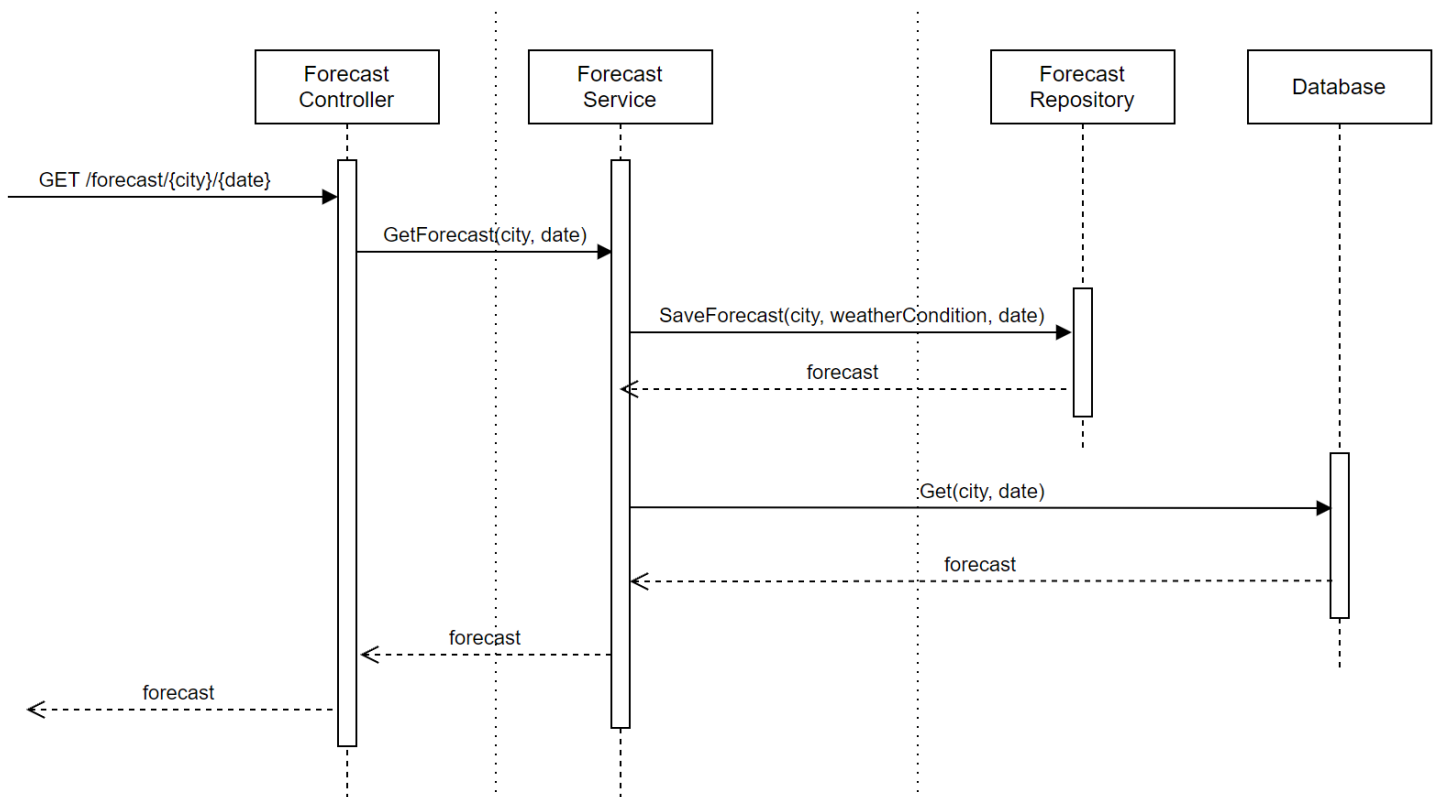 Forecast
Controller
Forecast
Service
Forecast
Repository
Database
GET /forecast/{city}/{date}
GetForecast(city, date)
SaveForecast(city, weatherCondition, date)
forecast
Get(city, date)
forecast
forecast
forecast